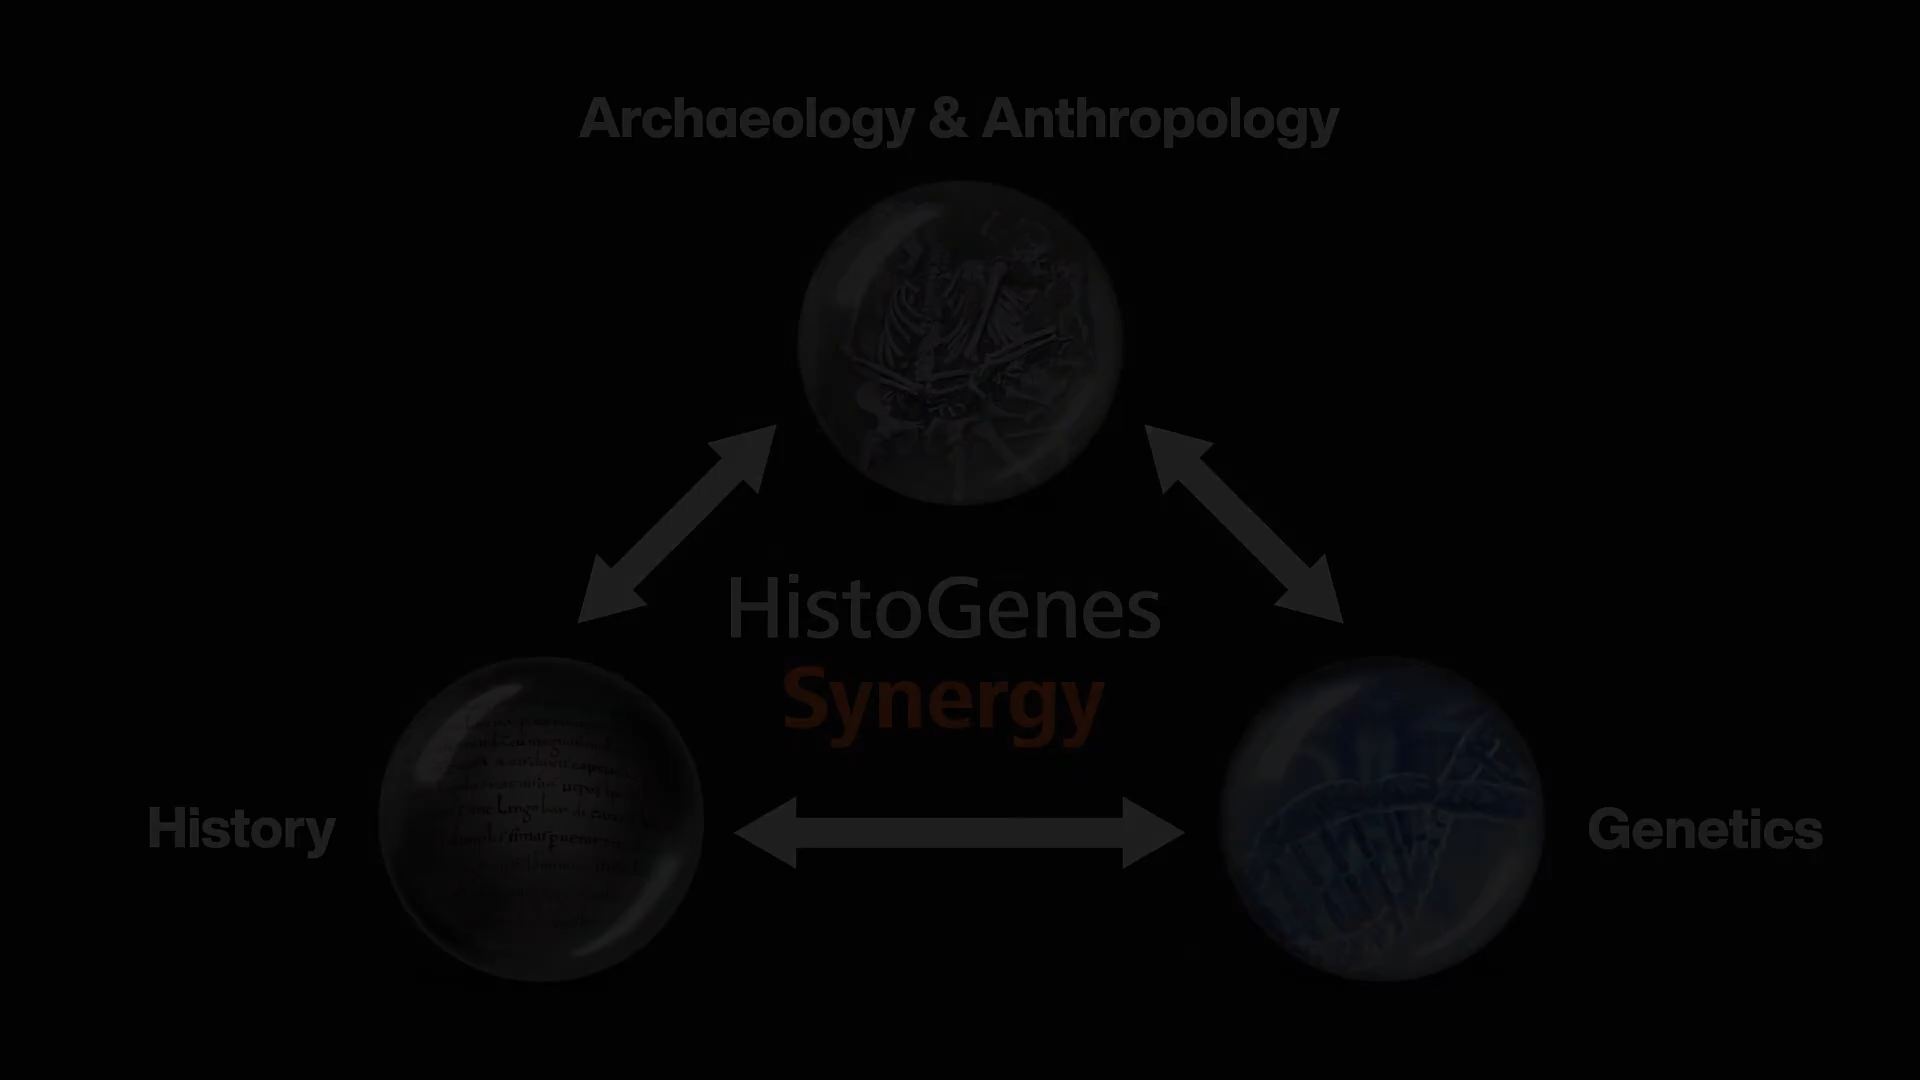 Archaeology & Anthropology
HistoGenes
Synergy
History
Genetics